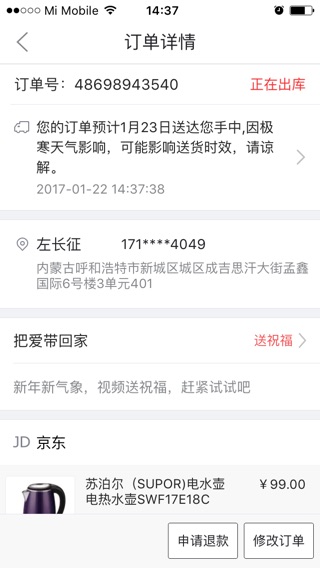 Mi Mobile 14:37
订单详情
订单号：48698943540 正在出库
您的订单预计1月23日送达您手中,因极
寒天气影响，可能影响送货时效，请谅
解。
2017-01-22 14:37:38
左长征 171****4049
内蒙古呼和浩特市新城区城区成吉思汗大街孟鑫
国际6号楼3单元401
把爱带回家 送祝福
新年新气象，视频送祝福，赶紧试试吧
JD 京东
苏泊尔（SUPOR)电水壶 ￥99.00
电热水壶SWF17E18C
申请退款 修改订单